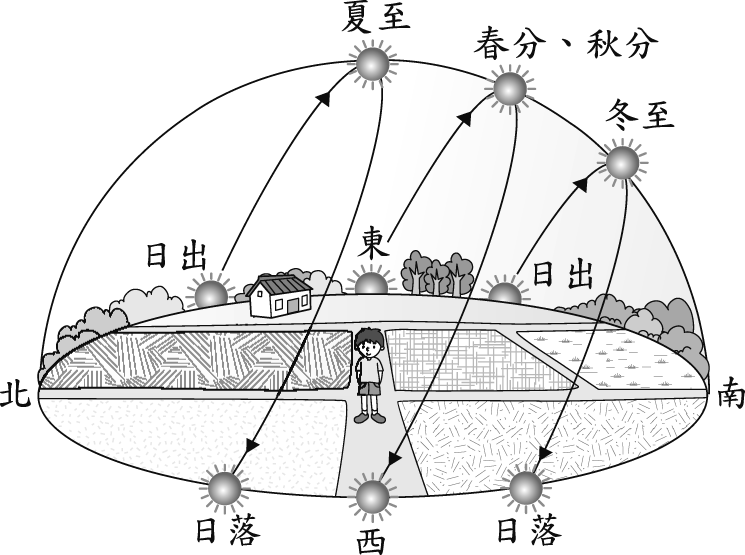 夏至
春分、秋分
冬至
東
日出
日出
北
南
日落
西
日落